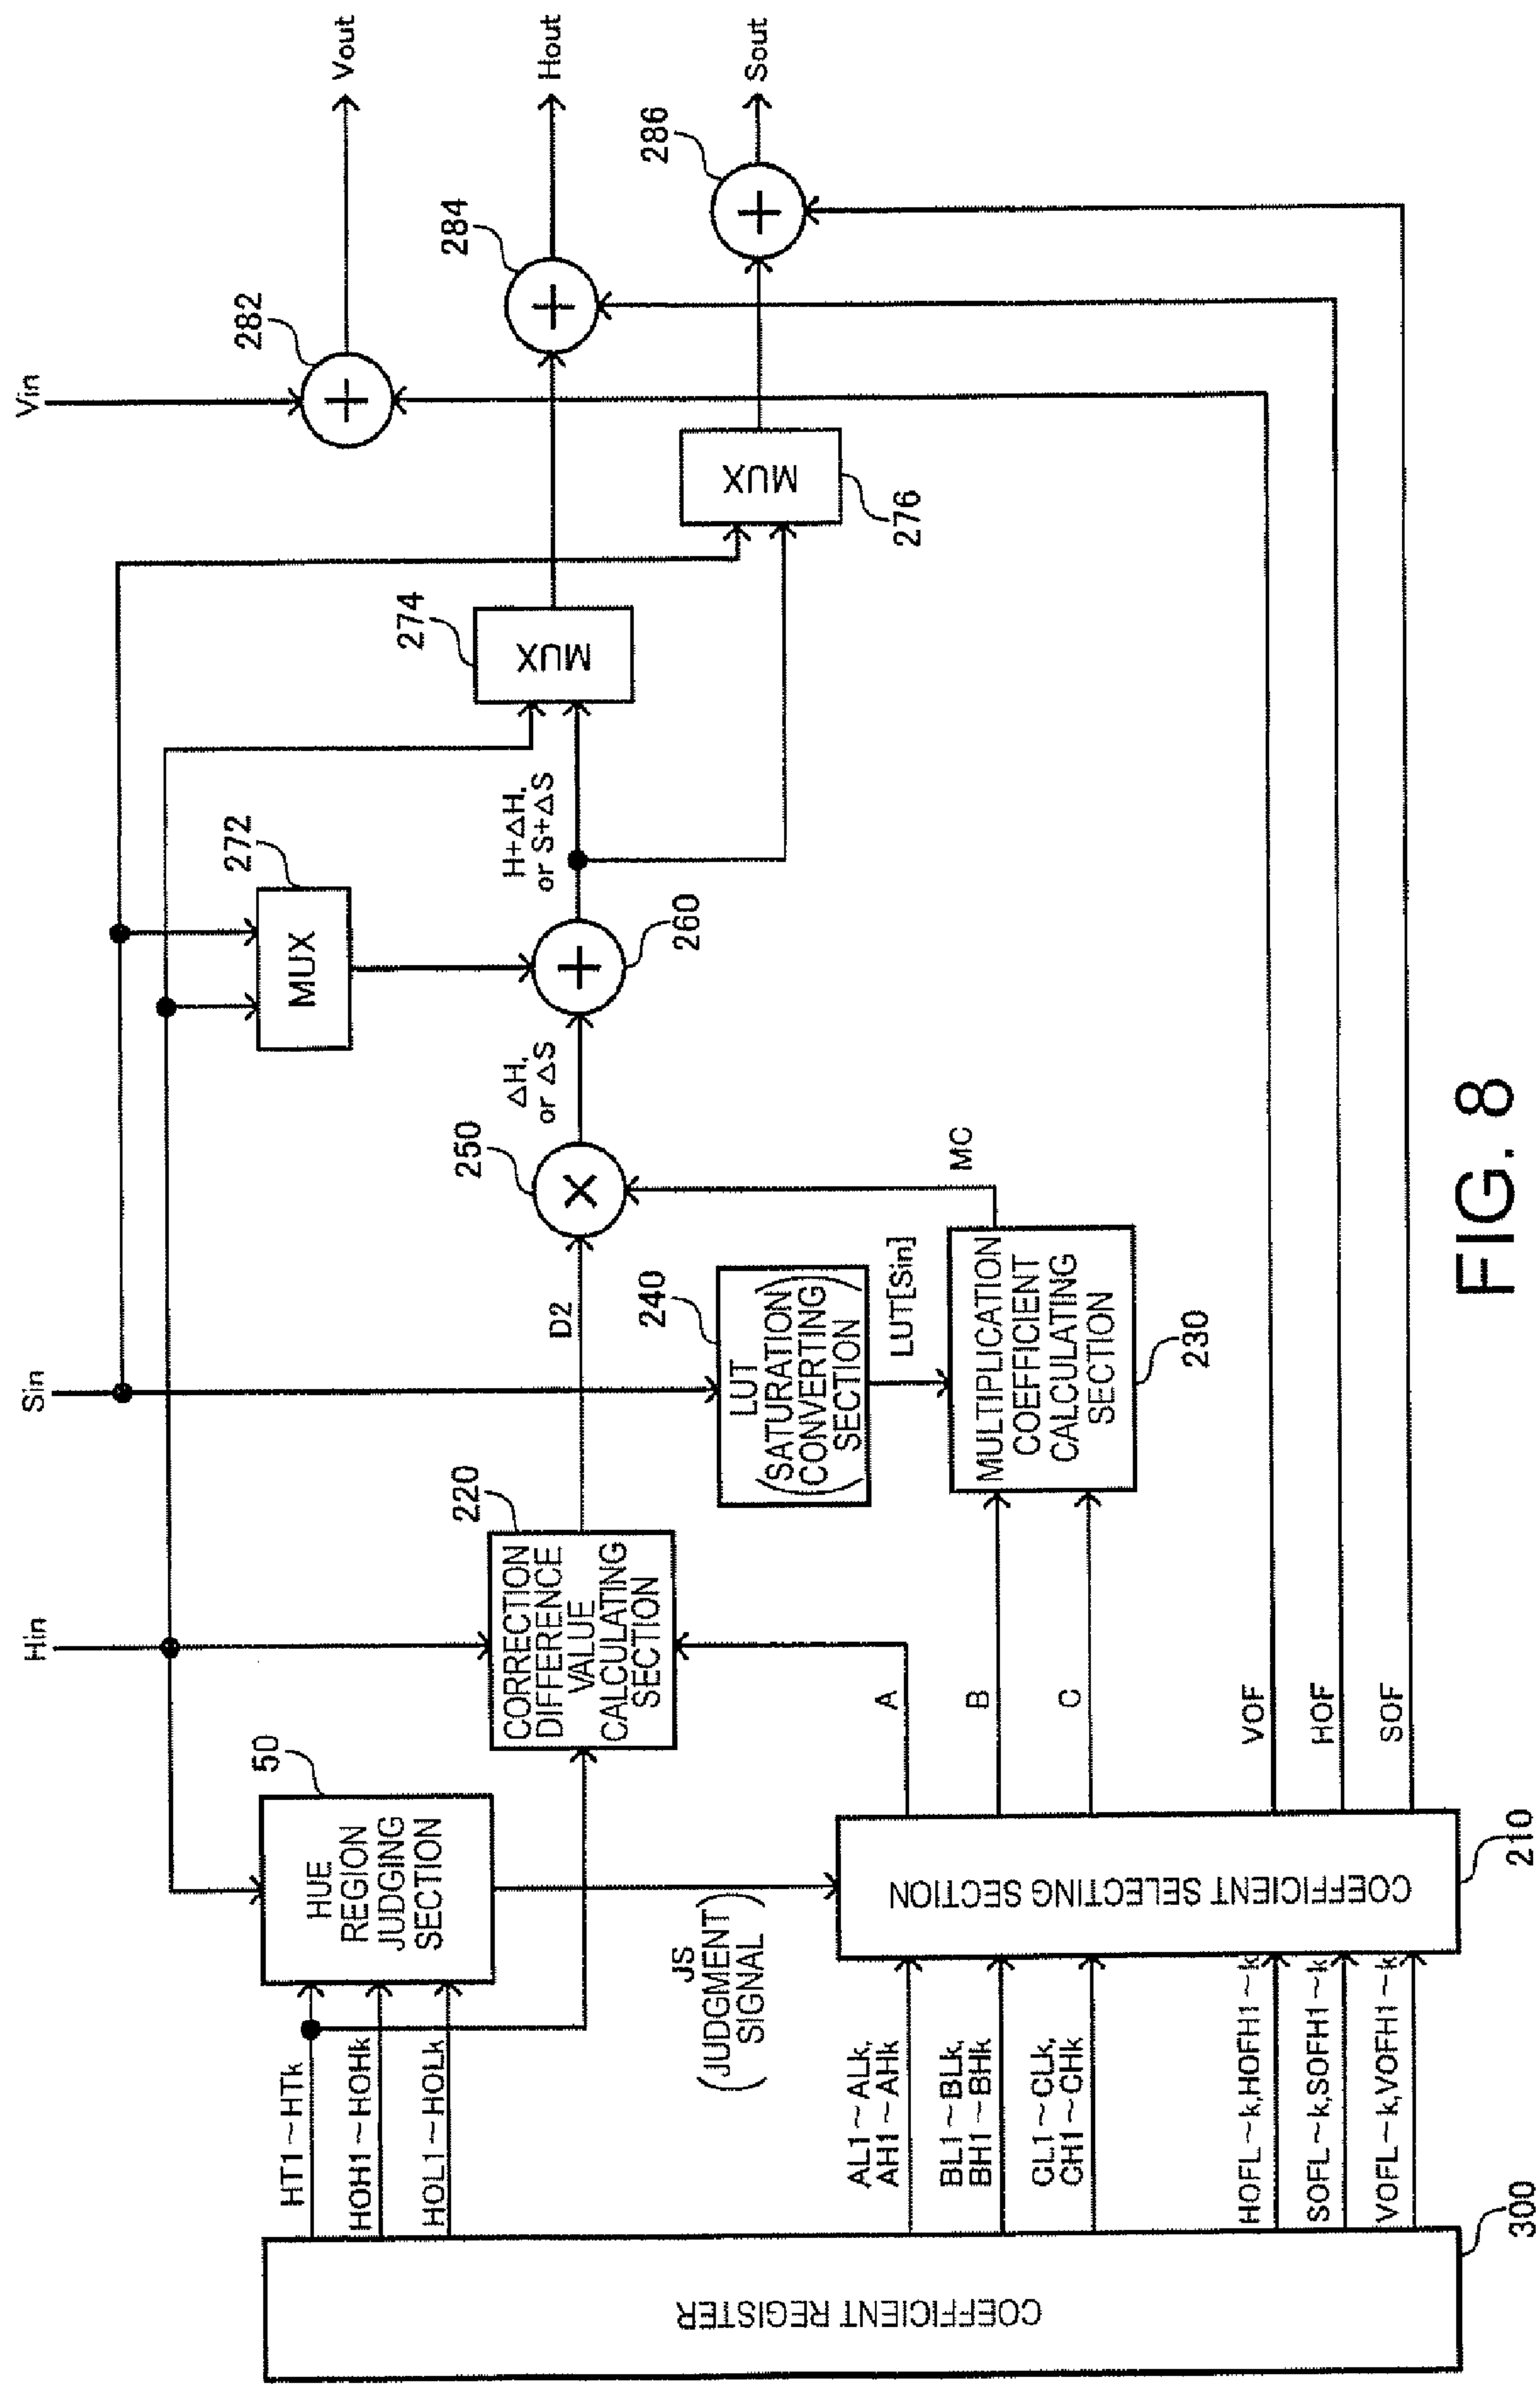 Hin
Sin
Vin
HT1~HTk
HOH1~HOHk
HOL1~HOLk
50
HUE
REGION
JUDGING
SECTION
220
CORRECTION
DIFFERENCE
VALUE
CALCULATING
SECTION
D2
250
×
ΔH,
or ΔS
272
MUX
+
260
H+ΔH,
or S+ΔS
274
MUX
276
MUX
282
+
Vout
284
+
Hout
286
+
Sout
JS
(JUDGMENT
SIGNAL)
240
LUT
(SATURATION
CONVERTING
SECTION)
LUT[Sin]
MULTIPLICATION
COEFFICIENT
CALCULATING
SECTION
230
MC
AL1~ALk,
AH1~AHk
BL1~BLk,
BH1~BHk
CL1~CLk,
CH1~CHk
HOFL~k,HOFH1~k
SOFL~k,SOFH1~k
VOFL~k,VOFH1~k
A
B
C
VOF
HOF
SOF
COEFFICIENT REGISTER
300
COEFFICIENT SELECTING SECTION
210
FIG. 8